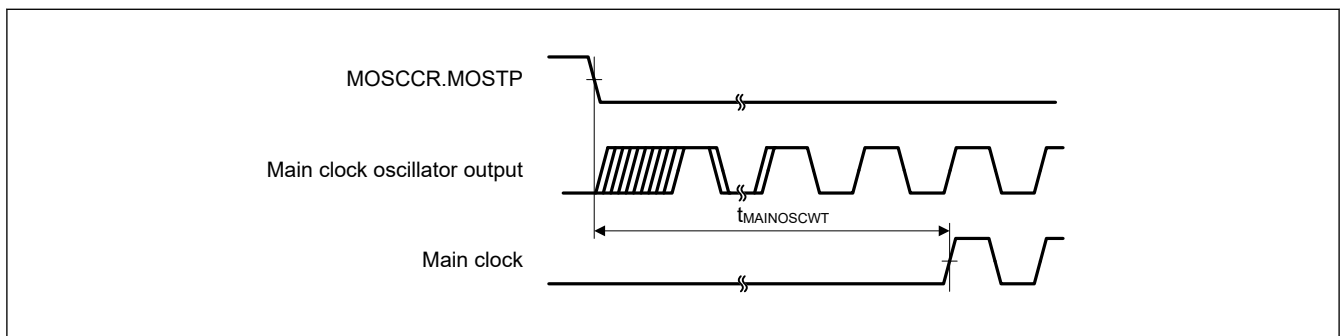 MOSCCR.MOSTP
Main clock oscillator output
tMAINOSCWT
Main clock